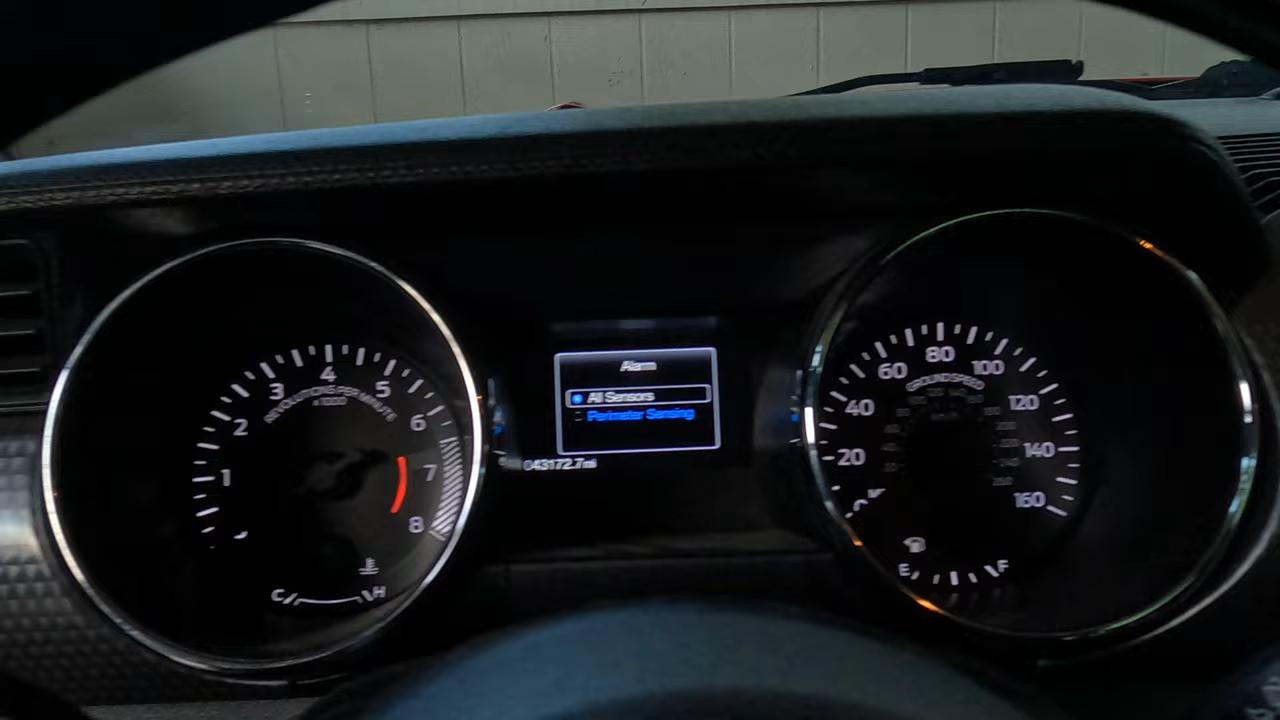 Alarm
All Sensors
Perimeter Sensing
043172.7mi
1 2 3 4 5 6 7 8
REVOLUTIONS PER MINUTE
x1000
C H
20 40 60 80 100 120 140 160
GROUNDSPEED
E F